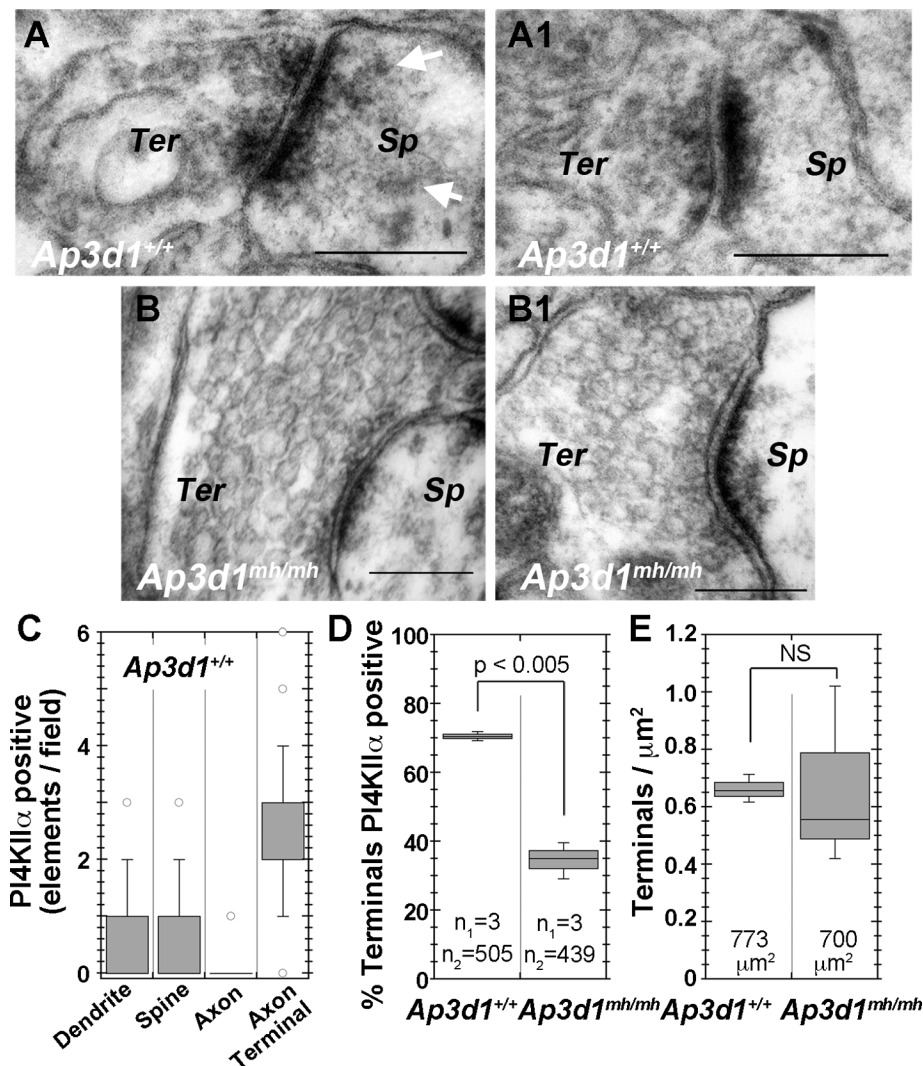 A
Ter
Sp
Ap3d1+/+
A1
Ter
Sp
Ap3d1+/+
B
Ter
Sp
Ap3d1mh/mh
B1
Ter
Sp
Ap3d1mh/mh
C
Ap3d1+/+
PI4KIIα positive
(elements / field)
6
4
2
0
Dendrite
Spine
Axon
Axon
Terminal
D
% Terminals PI4KIIα positive
100
80
60
40
20
0
p < 0.005
n₁=3
n₂=505
n₁=3
n₂=439
Ap3d1+/+
Ap3d1mh/mh
E
Terminals / μm²
1.2
1.0
0.8
0.6
0.4
0.2
0
NS
773
μm²
700
μm²
Ap3d1+/+
Ap3d1mh/mh